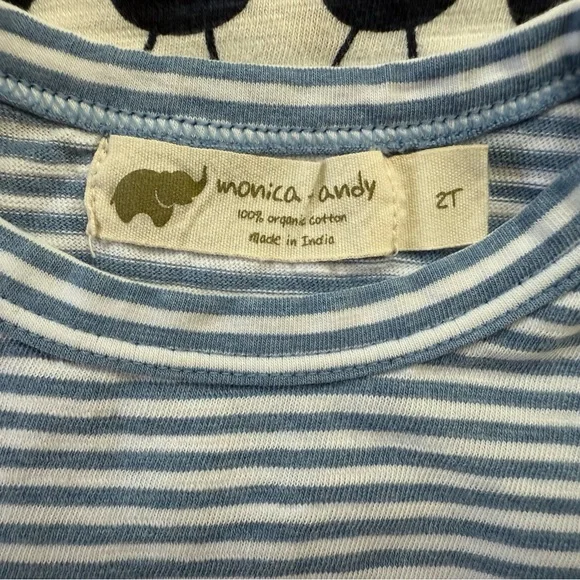 monica + andy
2T
100% organic cotton
Made in India